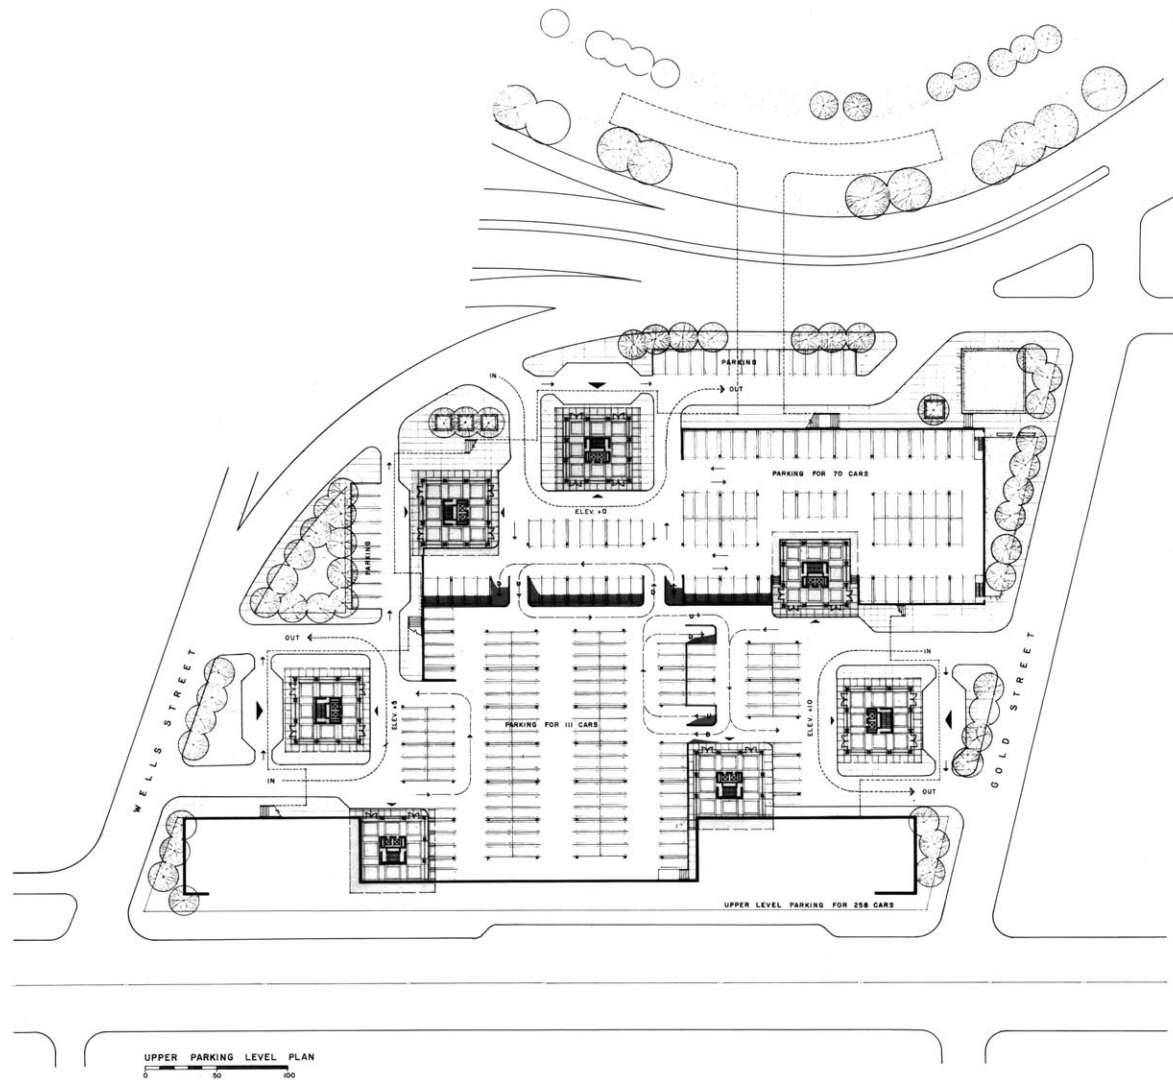 PARKING
IN
OUT
PARKING FOR 70 CARS
ELEV. +0
PARKING
D
U
D
U
U
D
OUT
IN
WELLS STREET
ELEV. +5
PARKING FOR 111 CARS
ELEV. +10
U
D
GOLD STREET
IN
OUT
UPPER LEVEL PARKING FOR 258 CARS
UPPER PARKING LEVEL PLAN
0 50 100